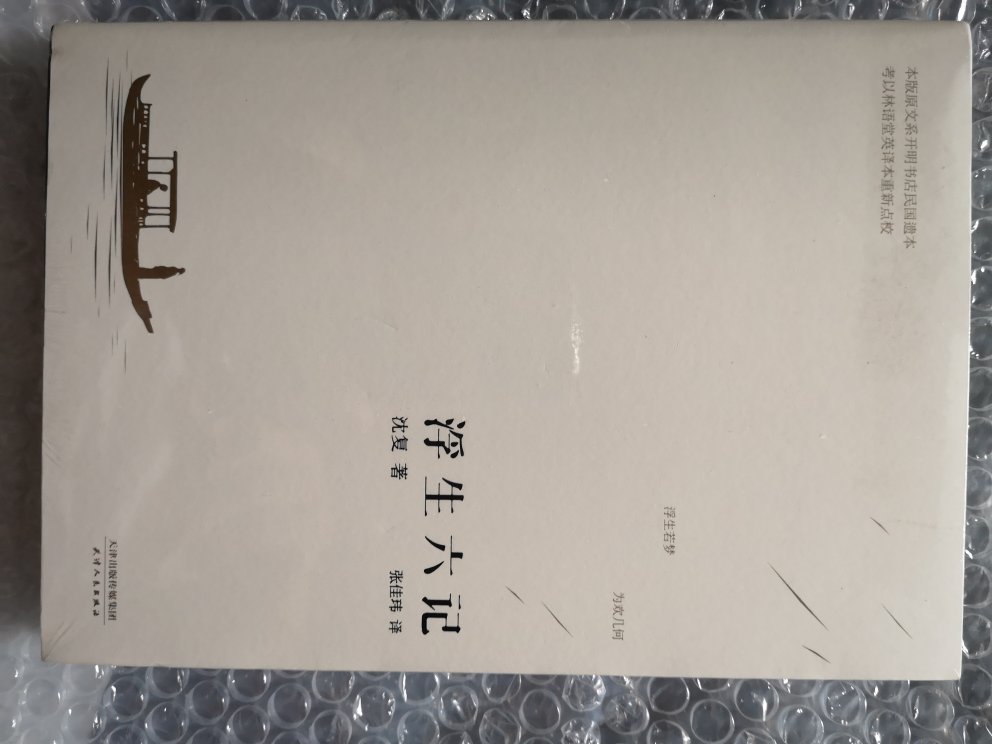 本版原文系开明书店民国遗本
考以林语堂英译本重新点校
浮生若梦
为欢几何
浮生六记
沈复 著 张佳玮 译
天津出版传媒集团
天津人民出版社